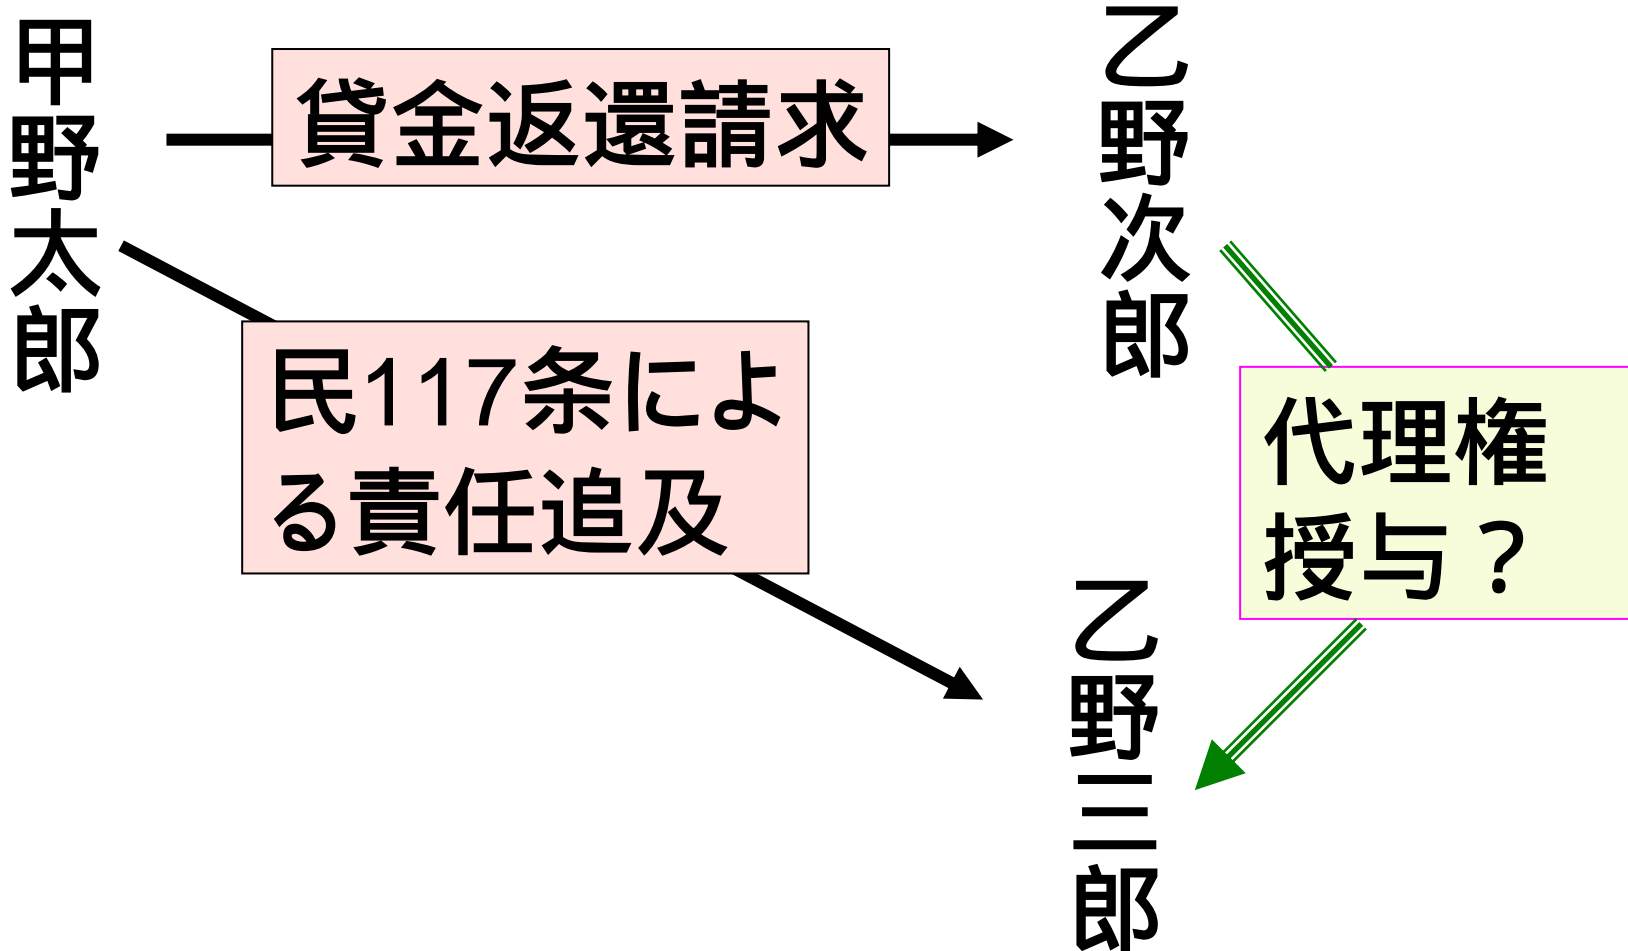 甲野太郎
貸金返還請求
乙野次郎
民117条によ
る責任追及
代理権
授与？
乙野三郎